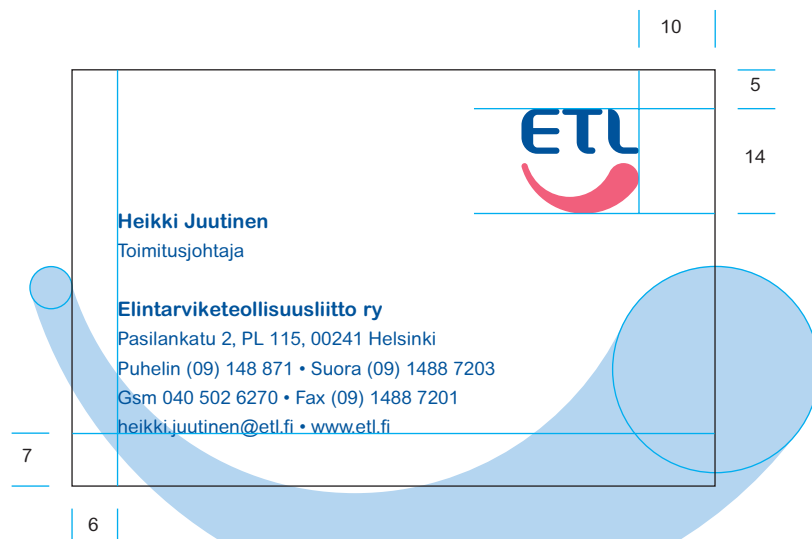 10
5
ETL
14
Heikki Juutinen
Toimitusjohtaja
Elintarviketeollisuusliitto ry
Pasilankatu 2, PL 115, 00241 Helsinki
Puhelin (09) 148 871 • Suora (09) 1488 7203
Gsm 040 502 6270 • Fax (09) 1488 7201
heikki.juutinen@etl.fi • www.etl.fi
7
6